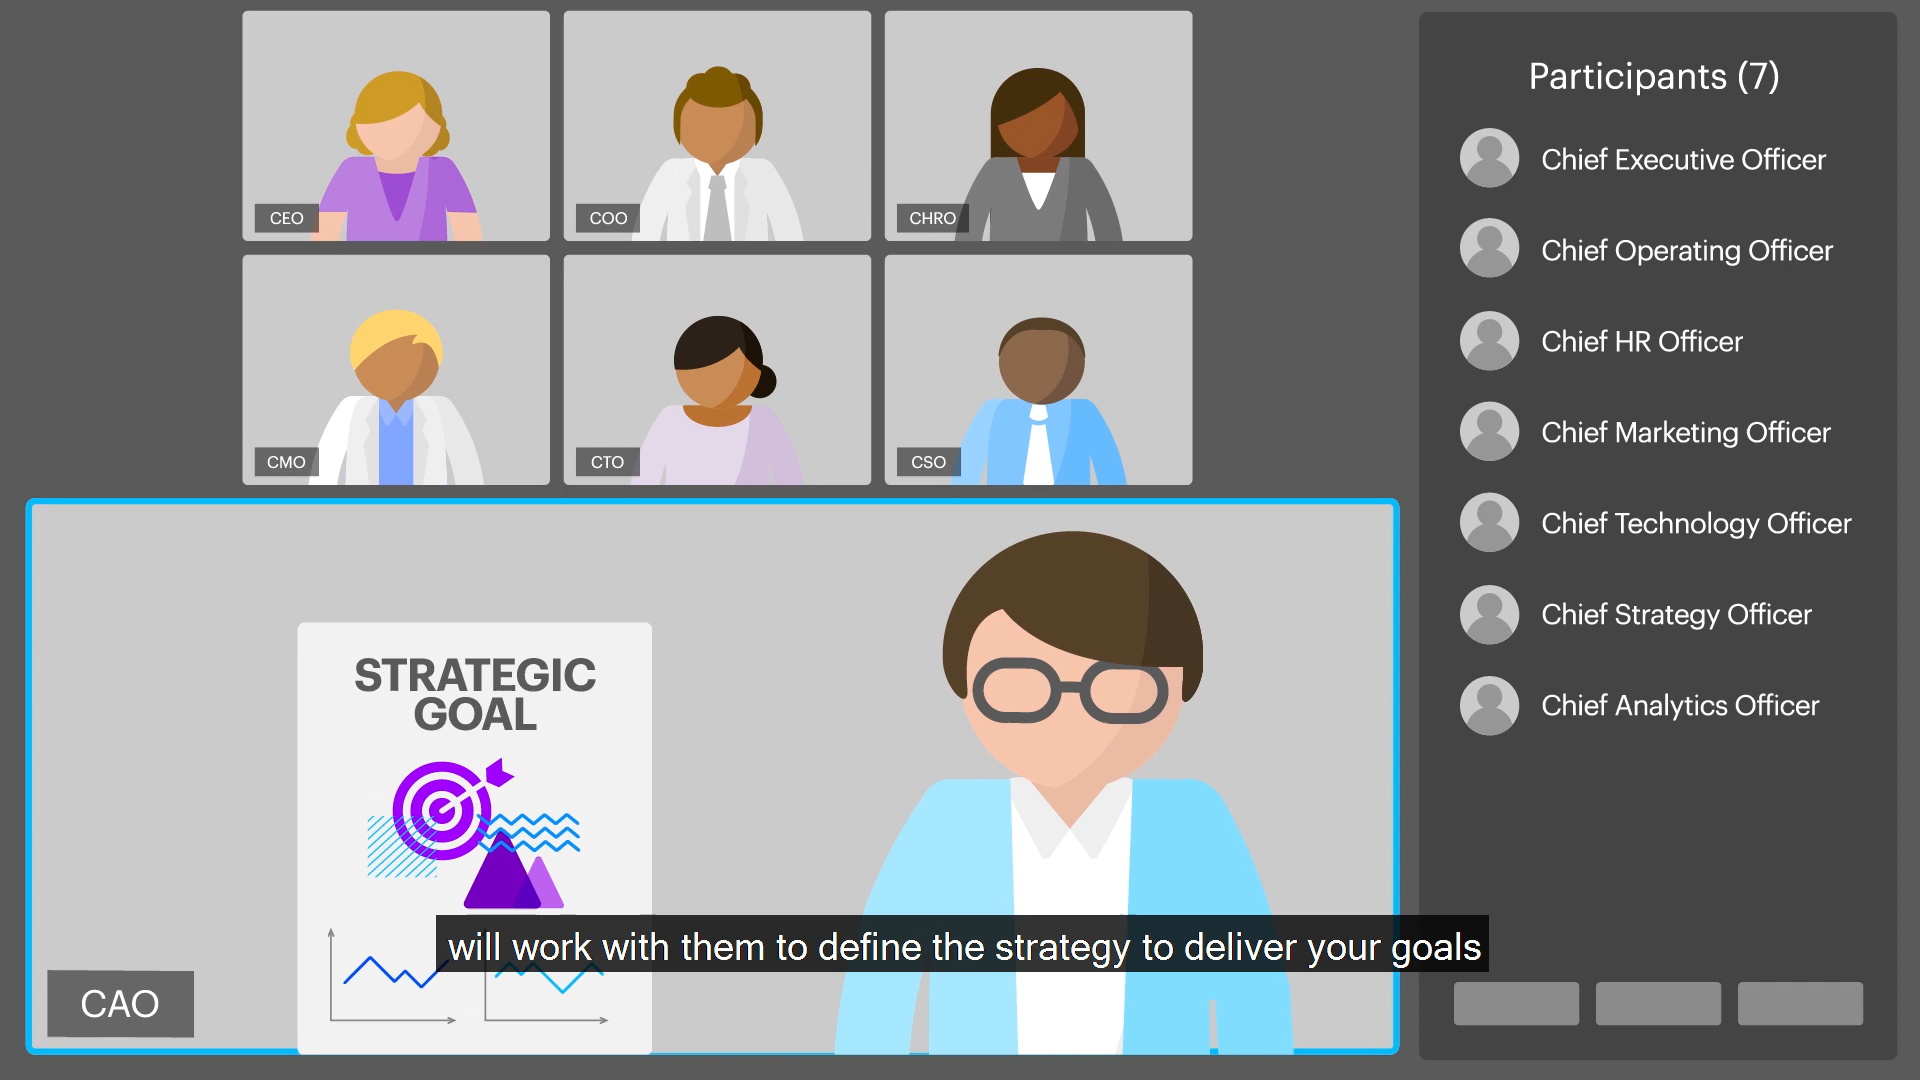 CEO
COO
CHRO
CMO
CTO
CSO
STRATEGIC
GOAL
CAO
will work with them to define the strategy to deliver your goals
Participants (7)
Chief Executive Officer
Chief Operating Officer
Chief HR Officer
Chief Marketing Officer
Chief Technology Officer
Chief Strategy Officer
Chief Analytics Officer